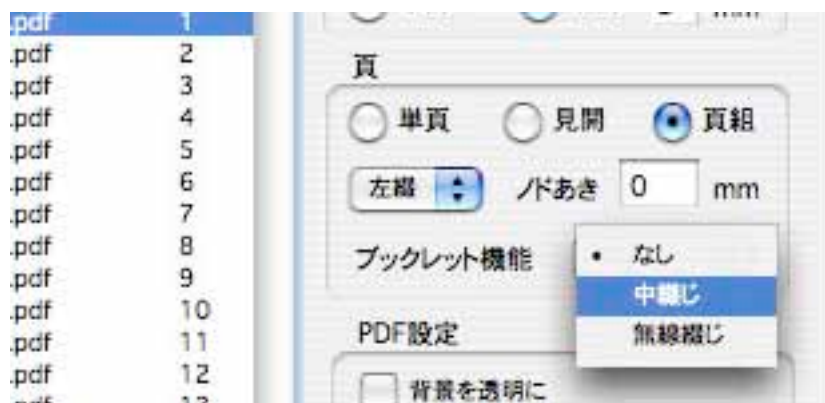 .pdf 1
.pdf 2
.pdf 3
.pdf 4
.pdf 5
.pdf 6
.pdf 7
.pdf 8
.pdf 9
.pdf 10
.pdf 11
.pdf 12
mm
頁
単頁 見開 頁組
左綴 ノドあき 0 mm
ブックレット機能
• なし
中綴じ
無線綴じ
PDF設定
背景を透明に